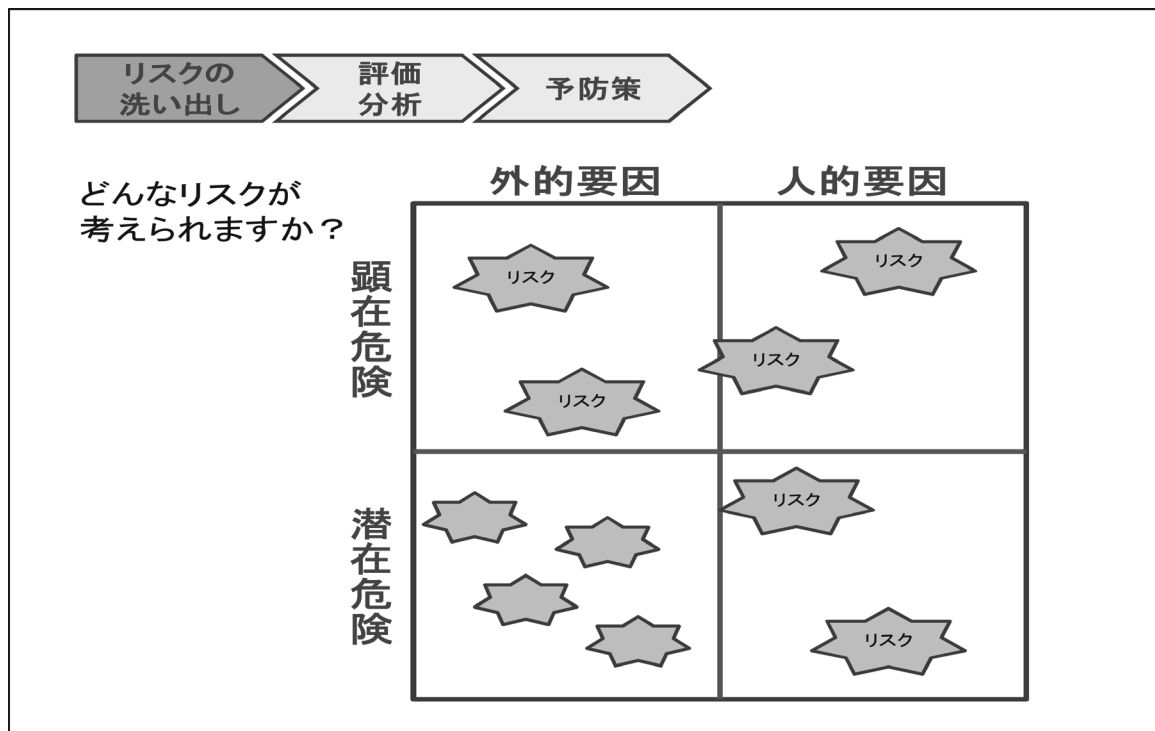 リスクの
洗い出し
評価
分析
予防策
どんなリスクが
考えられますか？
外的要因
人的要因
顕在危険
リスク
リスク
リスク
リスク
潜在危険
リスク
リスク